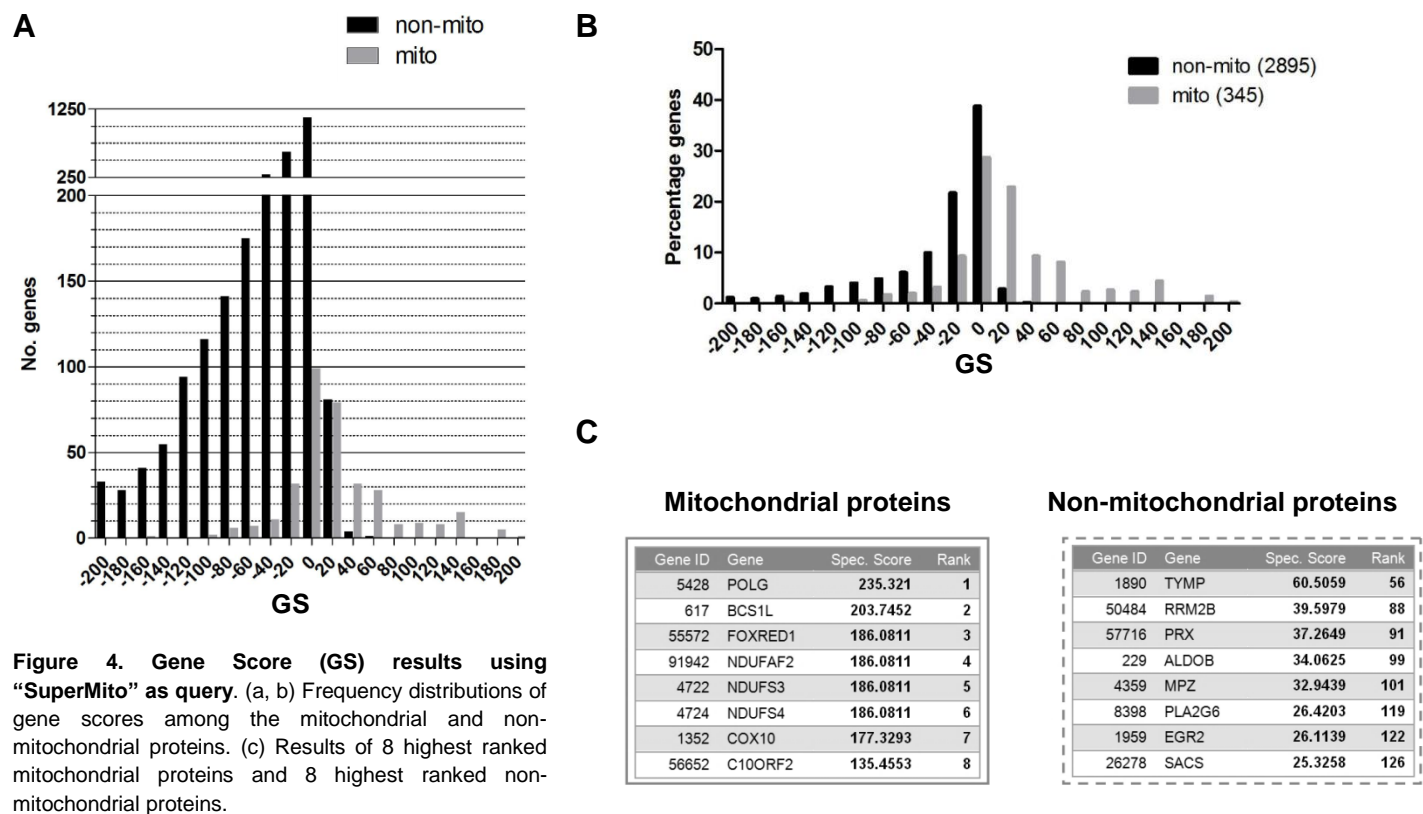 A
non-mito
mito
1250
250
200
150
100
50
0
No. genes
-200 -180 -160 -140 -120 -100 -80 -60 -40 -20 0 20 40 60 80 100 120 140 160 180 200
GS
Figure 4. Gene Score (GS) results using
“SuperMito” as query. (a, b) Frequency distributions of
gene scores among the mitochondrial and non-
mitochondrial proteins. (c) Results of 8 highest ranked
mitochondrial proteins and 8 highest ranked non-
mitochondrial proteins.
B
non-mito (2895)
mito (345)
50
40
30
20
10
0
Percentage genes
-200 -180 -160 -140 -120 -100 -80 -60 -40 -20 0 20 40 60 80 100 120 140 160 180 200
GS
C
Mitochondrial proteins
Gene ID Gene Spec. Score Rank
5428 POLG 235.321 1
617 BCS1L 203.7452 2
55572 FOXRED1 186.0811 3
91942 NDUFAF2 186.0811 4
4722 NDUFS3 186.0811 5
4724 NDUFS4 186.0811 6
1352 COX10 177.3293 7
56652 C10ORF2 135.4553 8
Non-mitochondrial proteins
Gene ID Gene Spec. Score Rank
1890 TYMP 60.5059 56
50484 RRM2B 39.5979 88
57716 PRX 37.2649 91
229 ALDOB 34.0625 99
4359 MPZ 32.9439 101
8398 PLA2G6 26.4203 119
1959 EGR2 26.1139 122
26278 SACS 25.3258 126